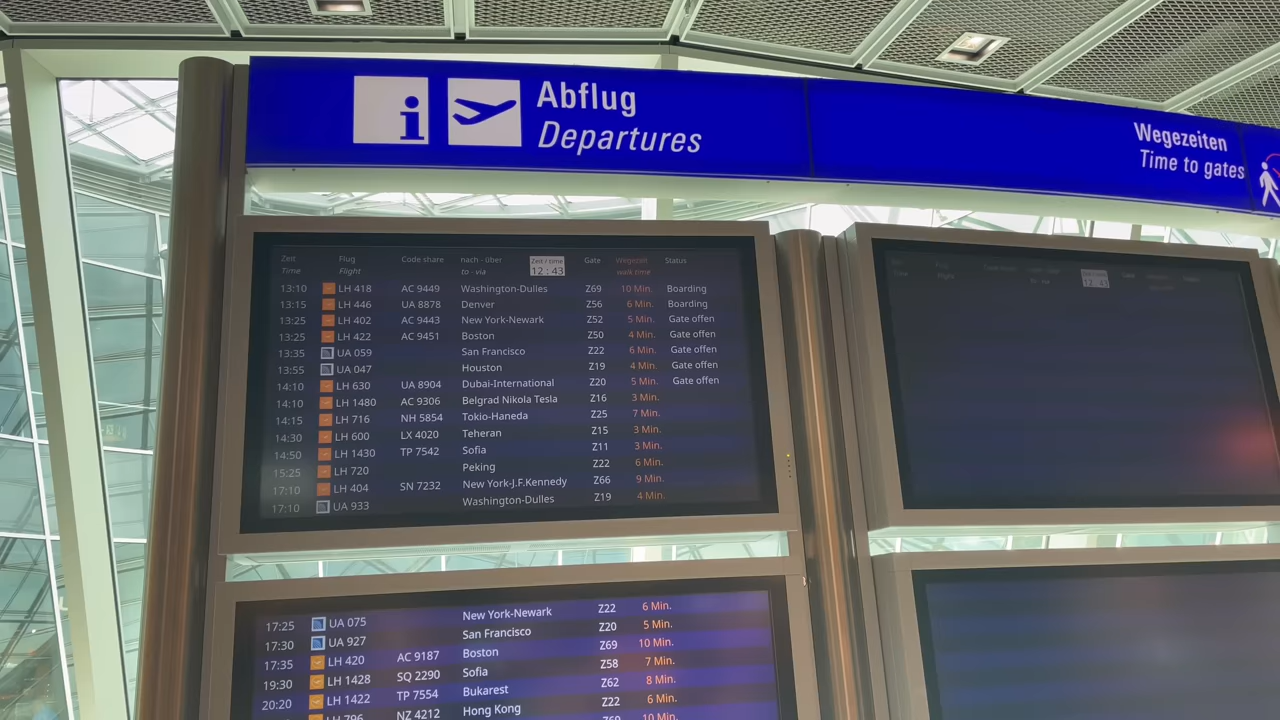 Abflug
Departures
Wegezeiten
Time to gates
Zeit Flug Code share nach - über Zeit / time Gate Wegezeit Status
Time Flight to - via 12 : 43 walk time
13:10 LH 418 AC 9449 Washington-Dulles Z69 10 Min. Boarding
13:15 LH 446 UA 8878 Denver Z56 6 Min. Boarding
13:25 LH 402 AC 9443 New York-Newark Z52 5 Min. Gate offen
13:25 LH 422 AC 9451 Boston Z50 4 Min. Gate offen
13:35 UA 059 San Francisco Z22 6 Min. Gate offen
13:55 UA 047 Houston Z19 4 Min. Gate offen
14:10 LH 630 UA 8904 Dubai-International Z20 5 Min. Gate offen
14:10 LH 1480 AC 9306 Belgrad Nikola Tesla Z16 3 Min.
14:15 LH 716 NH 5854 Tokio-Haneda Z25 7 Min.
14:30 LH 600 LX 4020 Teheran Z15 3 Min.
14:50 LH 1430 TP 7542 Sofia Z11 3 Min.
15:25 LH 720 Peking Z22 6 Min.
17:10 LH 404 SN 7232 New York-J.F.Kennedy Z66 9 Min.
17:10 UA 933 Washington-Dulles Z19 4 Min.
17:25 UA 075 New York-Newark Z22 6 Min.
17:30 UA 927 San Francisco Z20 5 Min.
17:35 LH 420 AC 9187 Boston Z69 10 Min.
19:30 LH 1428 SQ 2290 Sofia Z58 7 Min.
20:20 LH 1422 TP 7554 Bukarest Z62 8 Min.
LH 796 NZ 4212 Hong Kong Z22 6 Min.
Z69 10 Min.